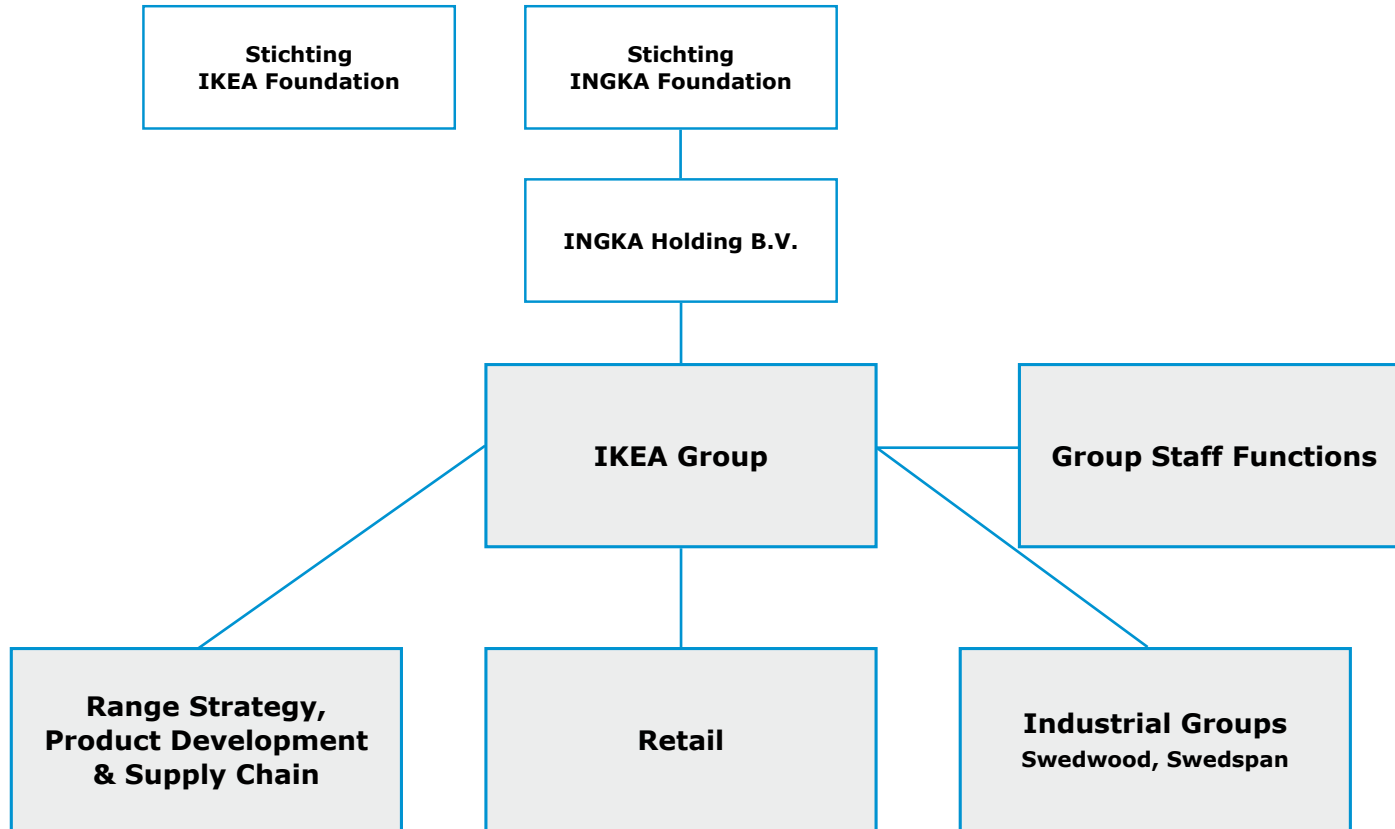 Stichting
IKEA Foundation
Stichting
INGKA Foundation
INGKA Holding B.V.
IKEA Group
Group Staff Functions
Range Strategy,
Product Development
& Supply Chain
Retail
Industrial Groups
Swedwood, Swedspan